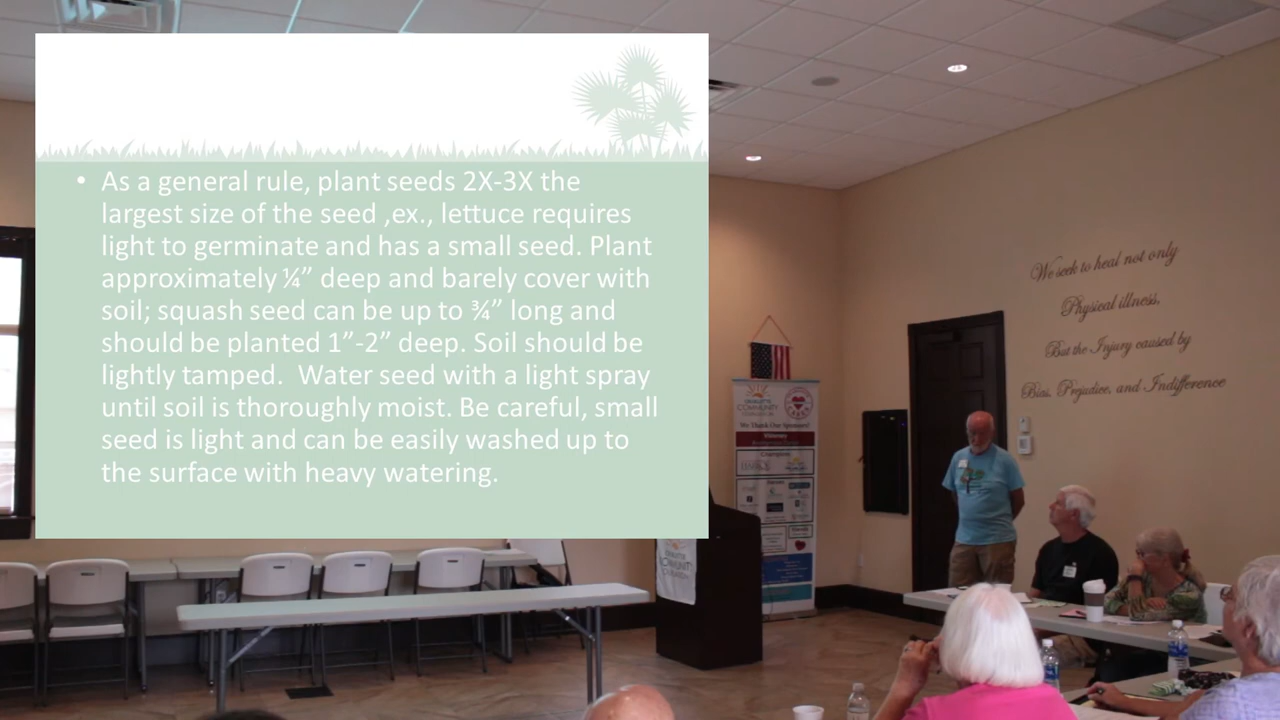 • As a general rule, plant seeds 2X-3X the
largest size of the seed ,ex., lettuce requires
light to germinate and has a small seed. Plant
approximately ¼” deep and barely cover with
soil; squash seed can be up to ¾” long and
should be planted 1”-2” deep. Soil should be
lightly tamped.  Water seed with a light spray
until soil is thoroughly moist. Be careful, small
seed is light and can be easily washed up to
the surface with heavy watering.
We seek to heal not only
Physical illness,
But the Injury caused by
Bias, Prejudice, and Indifference
COMMUNITY
We Thank Our Sponsors!
COMMUNITY